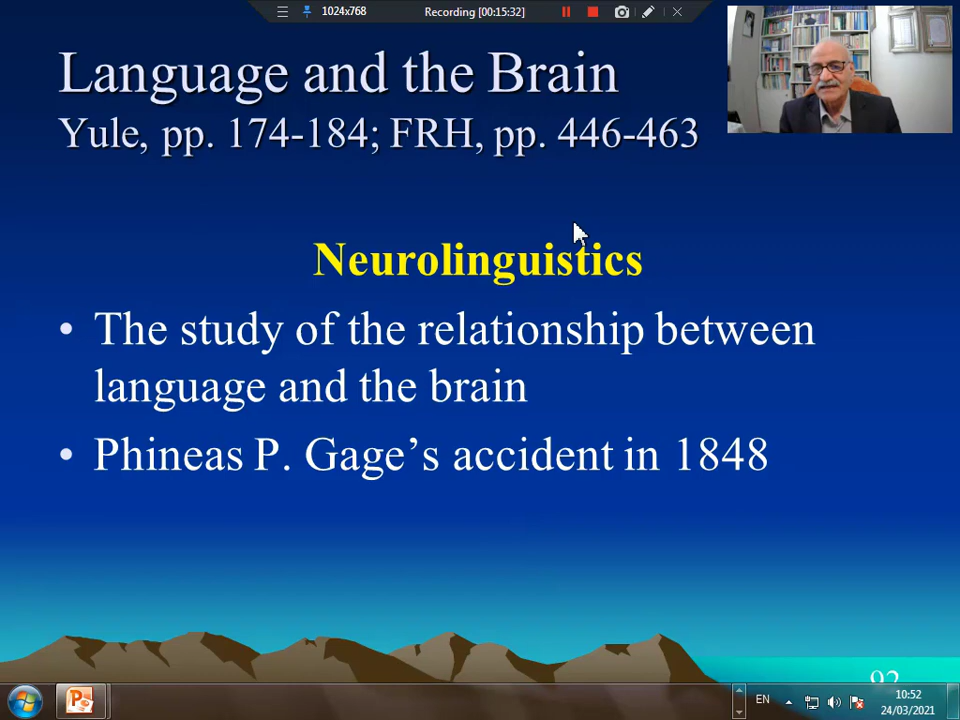 1024x768
Recording [00:15:32]
Language and the Brain
Yule, pp. 174-184; FRH, pp. 446-463
Neurolinguistics
• The study of the relationship between
language and the brain
• Phineas P. Gage’s accident in 1848
92
EN
10:52
24/03/2021